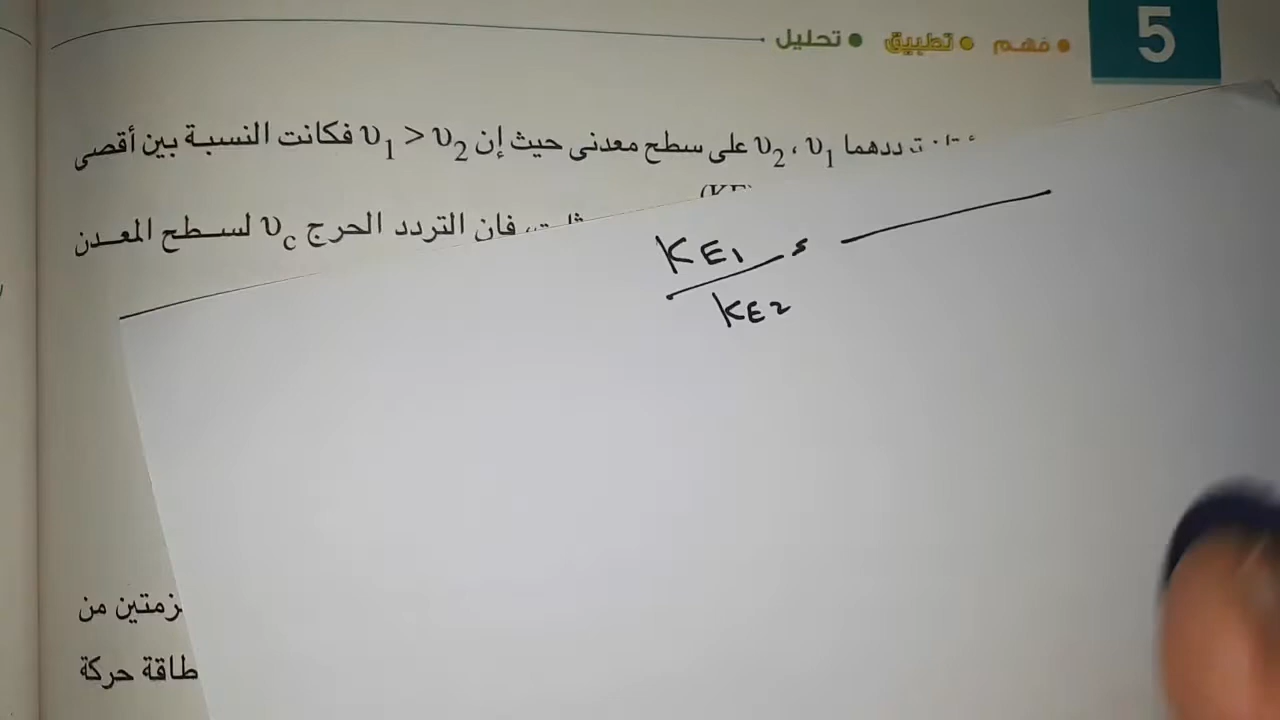 5
فهم • تطبيق • تحليل
ددهما υ1 ، υ2 على سطح معدنى حيث إن υ1 > υ2 فكانت النسبة بين أقصى
فإن التردد الحرج υc لسطح المعدن
KE1
KE2
زمتين من
طاقة حركة